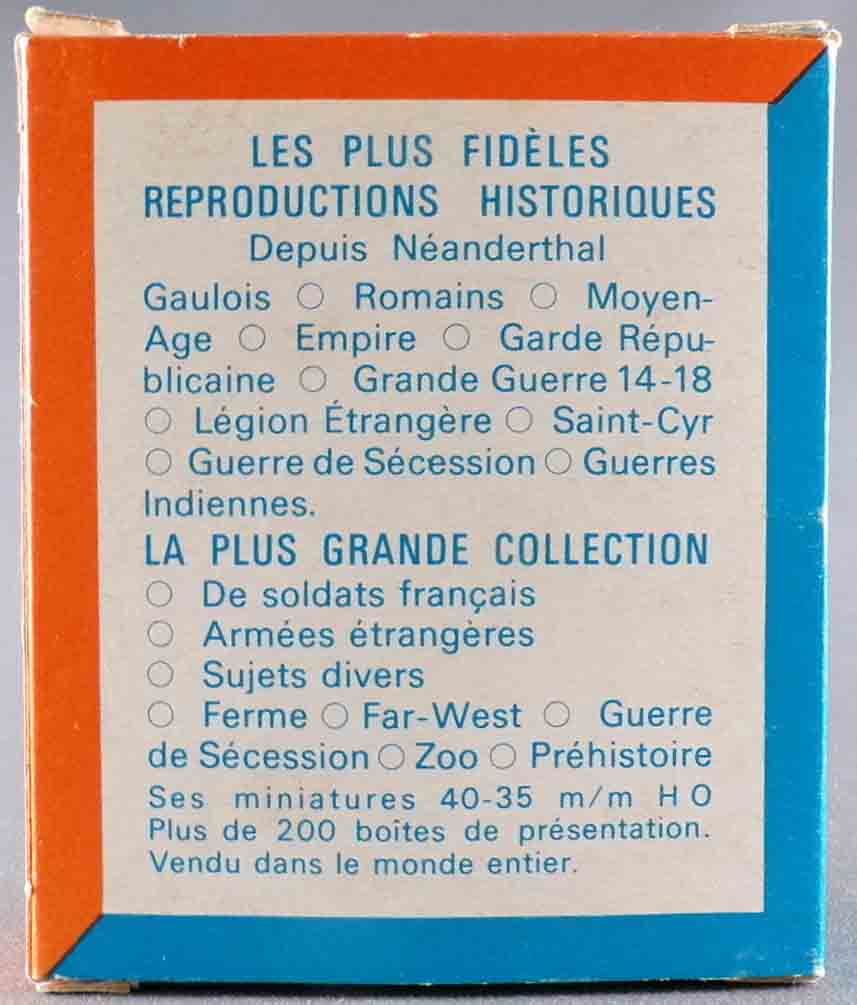 LES PLUS FIDÈLES
REPRODUCTIONS HISTORIQUES
Depuis Néanderthal
Gaulois ○ Romains ○ Moyen-
Age ○ Empire ○ Garde Répu-
blicaine ○ Grande Guerre 14-18
○ Légion Étrangère ○ Saint-Cyr
○ Guerre de Sécession ○ Guerres
Indiennes.
LA PLUS GRANDE COLLECTION
○ De soldats français
○ Armées étrangères
○ Sujets divers
○ Ferme ○ Far-West ○ Guerre
de Sécession ○ Zoo ○ Préhistoire
Ses miniatures 40-35 m/m H O
Plus de 200 boîtes de présentation.
Vendu dans le monde entier.